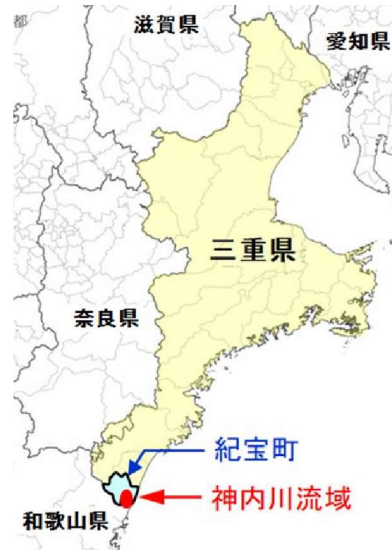 都
滋賀県
愛知県
三重県
奈良県
紀宝町
神内川流域
和歌山県